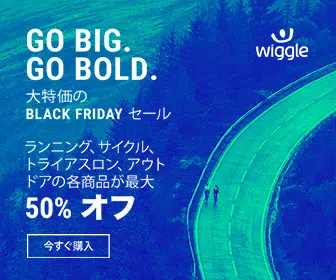 GO BIG.
GO BOLD.
wiggle
大特価の
BLACK FRIDAY セール
ランニング、サイクル、
トライアスロン、アウト
ドアの各商品が最大
50% オフ
今すぐ購入